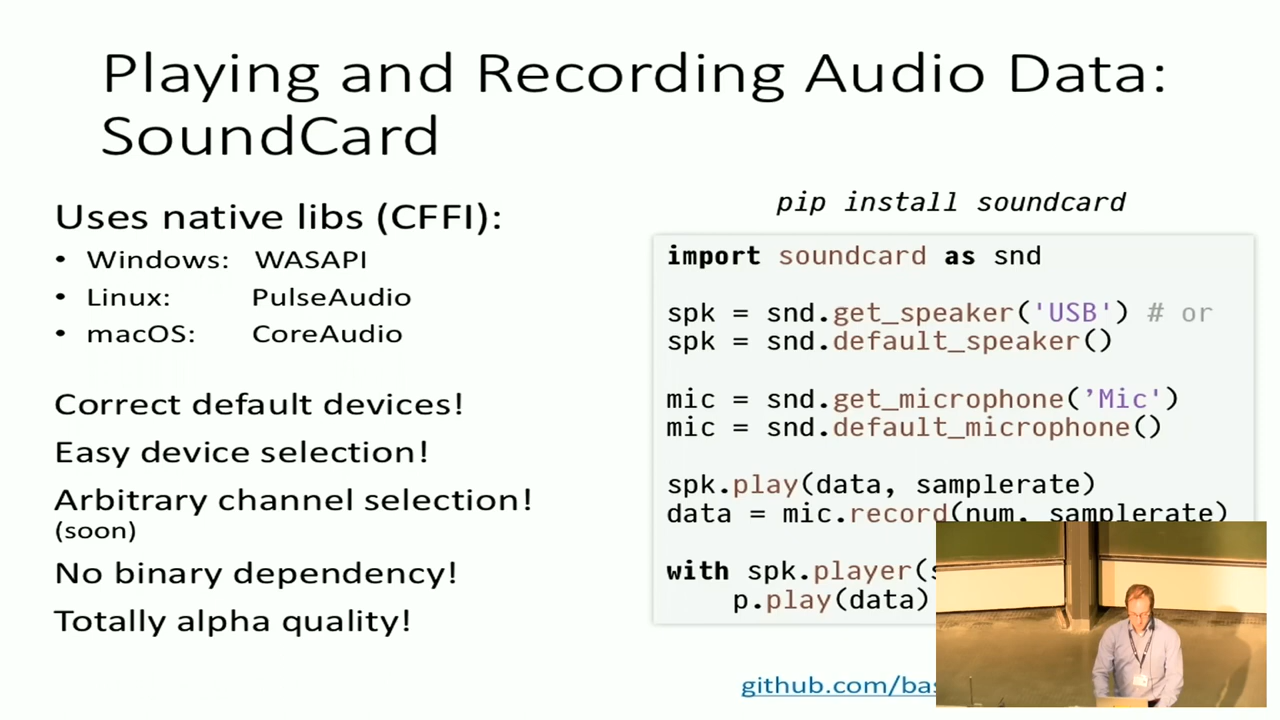 Playing and Recording Audio Data:
SoundCard
Uses native libs (CFFI):
• Windows: WASAPI
• Linux: PulseAudio
• macOS: CoreAudio
Correct default devices!
Easy device selection!
Arbitrary channel selection!
(soon)
No binary dependency!
Totally alpha quality!
pip install soundcard
import soundcard as snd
spk = snd.get_speaker('USB') # or
spk = snd.default_speaker()
mic = snd.get_microphone(’Mic')
mic = snd.default_microphone()
spk.play(data, samplerate)
data = mic.record(num, samplerate)
with spk.player(
p.play(data)
github.com/bas